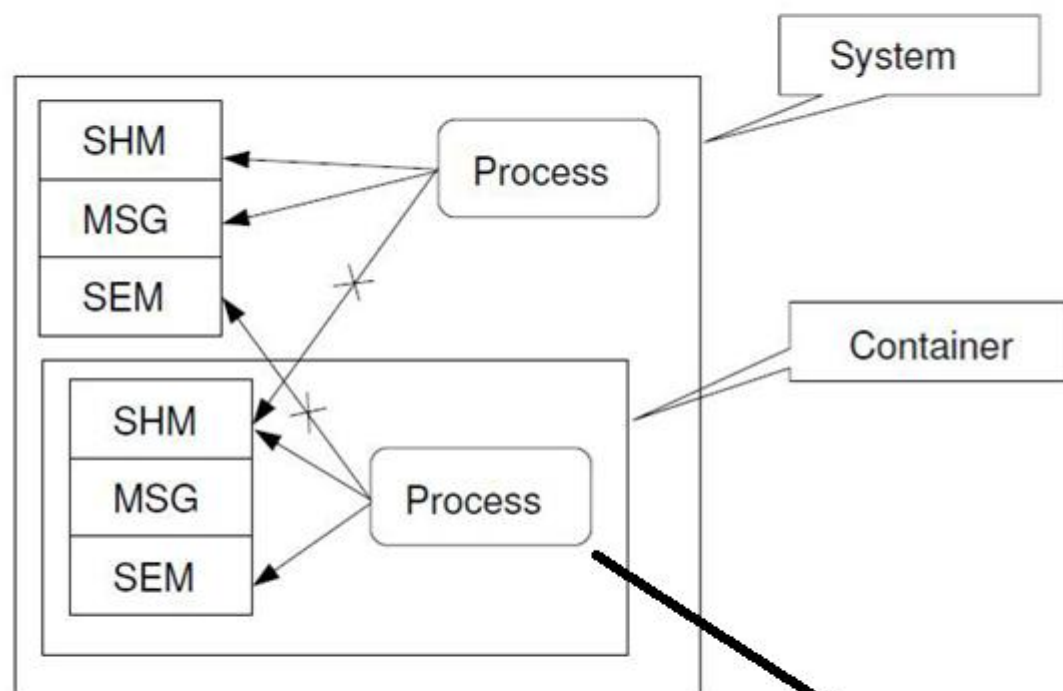 System
SHM
Process
MSG
SEM
Container
SHM
MSG
Process
SEM